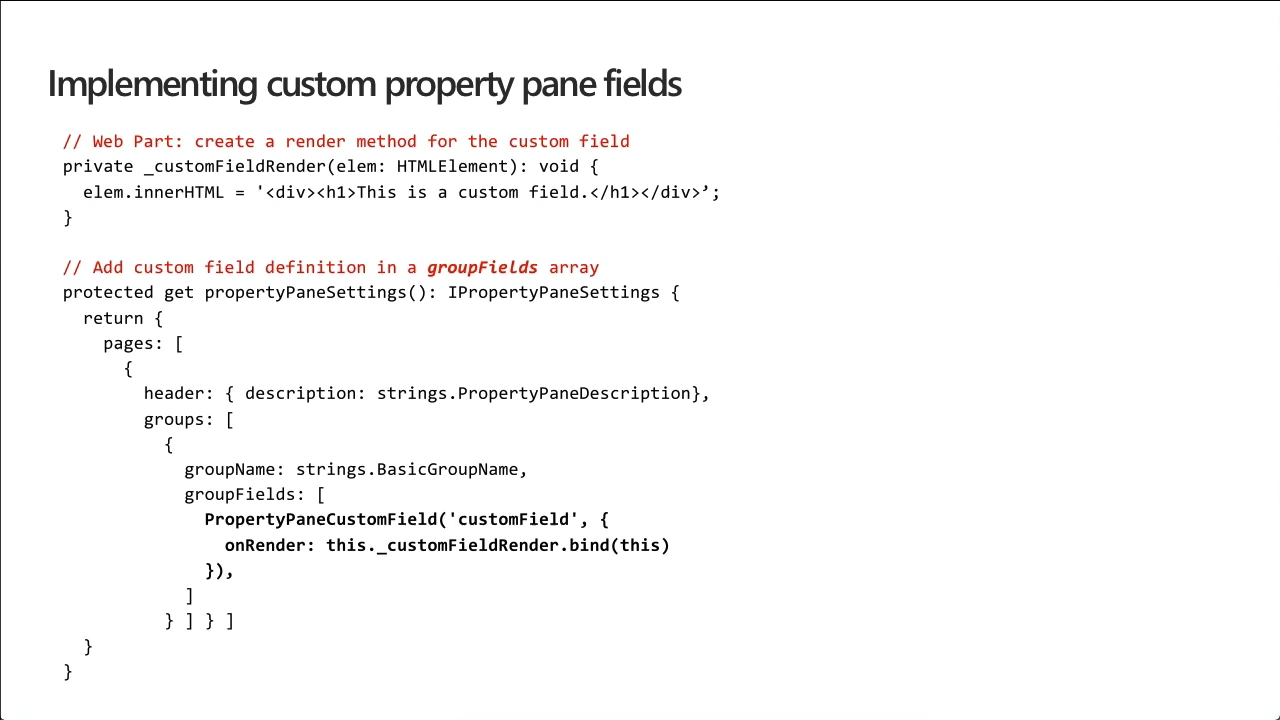 Implementing custom property pane fields
// Web Part: create a render method for the custom field
private _customFieldRender(elem: HTMLElement): void {
  elem.innerHTML = '<div><h1>This is a custom field.</h1></div>’;
}
// Add custom field definition in a groupFields array
protected get propertyPaneSettings(): IPropertyPaneSettings {
  return {
    pages: [
      {
        header: { description: strings.PropertyPaneDescription},
        groups: [
          {
            groupName: strings.BasicGroupName,
            groupFields: [
              PropertyPaneCustomField('customField', {
                onRender: this._customFieldRender.bind(this)
              }),
            ]
          } ] } ]
  }
}